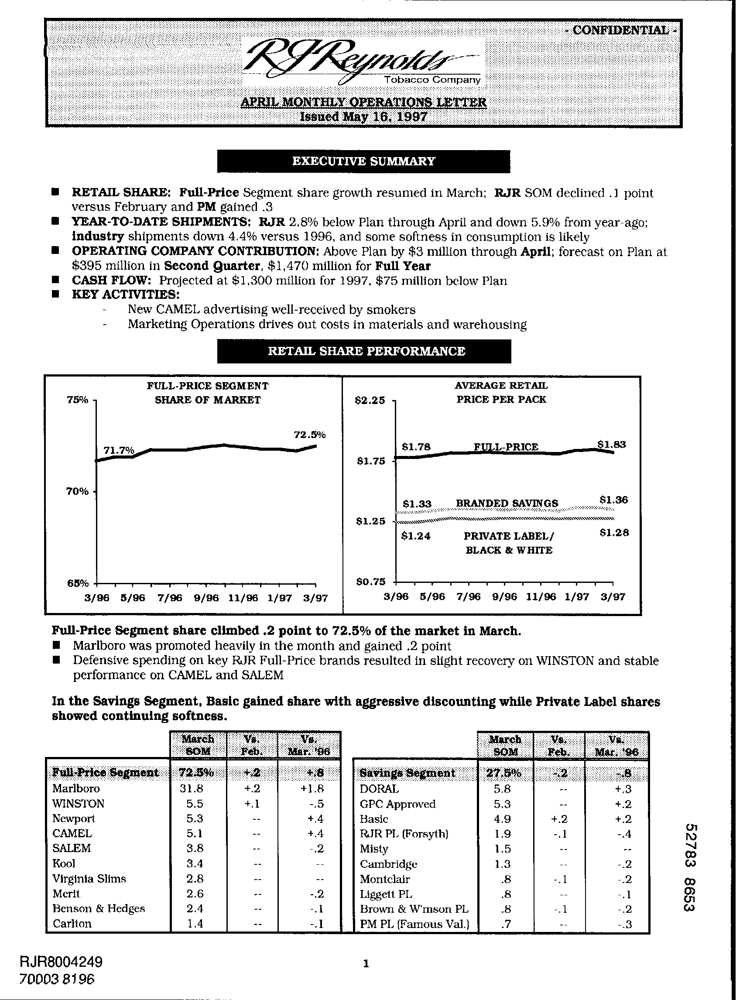 - CONFIDENTIAL -
RJReynolds
Tobacco Company
APRIL MONTHLY OPERATIONS LETTER
Issued May 16, 1997
EXECUTIVE SUMMARY
■ RETAIL SHARE: Full-Price Segment share growth resumed in March; RJR SOM declined .1 point
versus February and PM gained .3
■ YEAR-TO-DATE SHIPMENTS: RJR 2.8% below Plan through April and down 5.9% from year-ago;
Industry shipments down 4.4% versus 1996, and some softness in consumption is likely
■ OPERATING COMPANY CONTRIBUTION: Above Plan by $3 million through April; forecast on Plan at
$395 million in Second Quarter, $1,470 million for Full Year
■ CASH FLOW: Projected at $1,300 million for 1997, $75 million below Plan
■ KEY ACTIVITIES:
- New CAMEL advertising well-received by smokers
- Marketing Operations drives out costs in materials and warehousing
RETAIL SHARE PERFORMANCE
FULL-PRICE SEGMENT
SHARE OF MARKET
75%
72.5%
71.7%
70%
65%
3/96 5/96 7/96 9/96 11/96 1/97 3/97
AVERAGE RETAIL
PRICE PER PACK
$2.25
$1.78 FULL-PRICE $1.83
$1.75
$1.33 BRANDED SAVINGS $1.36
$1.25
$1.24 PRIVATE LABEL/ $1.28
BLACK & WHITE
$0.75
3/96 5/96 7/96 9/96 11/96 1/97 3/97
Full-Price Segment share climbed .2 point to 72.5% of the market in March.
■ Marlboro was promoted heavily in the month and gained .2 point
■ Defensive spending on key RJR Full-Price brands resulted in slight recovery on WINSTON and stable
performance on CAMEL and SALEM
In the Savings Segment, Basic gained share with aggressive discounting while Private Label shares
showed continuing softness.
March Vs. Vs.
SOM Feb. Mar. '96
Full-Price Segment 72.5% +.2 +.8
Marlboro 31.8 +.2 +1.8
WINSTON 5.5 +.1 -.5
Newport 5.3 -- +.4
CAMEL 5.1 -- +.4
SALEM 3.8 -- -.2
Kool 3.4 -- --
Virginia Slims 2.8 -- --
Merit 2.6 -- -.2
Benson & Hedges 2.4 -- -.1
Carlton 1.4 -- -.1
March Vs. Vs.
SOM Feb. Mar. '96
Savings Segment 27.5% -.2 -.8
DORAL 5.8 -- +.3
GPC Approved 5.3 -- +.2
Basic 4.9 +.2 +.2
RJR PL (Forsyth) 1.9 -.1 -.4
Misty 1.5 -- --
Cambridge 1.3 -- -.2
Montclair .8 -.1 -.2
Liggett PL .8 -- -.1
Brown & W'mson PL .8 -.1 -.2
PM PL (Famous Val.) .7 -- -.3
52783 8653
RJR8004249
70003 8196
1